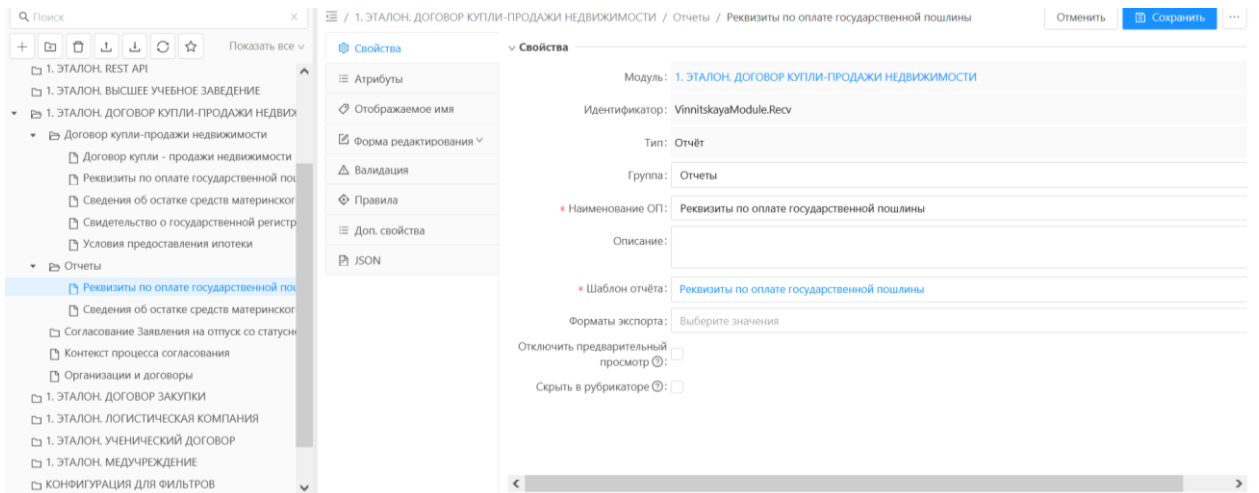 Поиск
/ 1. ЭТАЛОН. ДОГОВОР КУПЛИ-ПРОДАЖИ НЕДВИЖИМОСТИ / Отчеты / Реквизиты по оплате государственной пошлины
Отменить
Сохранить
Показать все
1. ЭТАЛОН. REST API
1. ЭТАЛОН. ВЫСШЕЕ УЧЕБНОЕ ЗАВЕДЕНИЕ
1. ЭТАЛОН. ДОГОВОР КУПЛИ-ПРОДАЖИ НЕДВИЖ
Договор купли-продажи недвижимости
Договор купли - продажи недвижимости
Реквизиты по оплате государственной пош
Сведения об остатке средств материнског
Свидетельство о государственной регистр
Условия предоставления ипотеки
Отчеты
Реквизиты по оплате государственной пош
Сведения об остатке средств материнског
Согласование Заявления на отпуск со статусн
Контекст процесса согласования
Организации и договоры
1. ЭТАЛОН. ДОГОВОР ЗАКУПКИ
1. ЭТАЛОН. ЛОГИСТИЧЕСКАЯ КОМПАНИЯ
1. ЭТАЛОН. УЧЕНИЧЕСКИЙ ДОГОВОР
1. ЭТАЛОН. МЕДУЧРЕЖДЕНИЕ
КОНФИГУРАЦИЯ ДЛЯ ФИЛЬТРОВ
Свойства
Атрибуты
Отображаемое имя
Форма редактирования
Валидация
Правила
Доп. свойства
JSON
Свойства
Модуль: 1. ЭТАЛОН. ДОГОВОР КУПЛИ-ПРОДАЖИ НЕДВИЖИМОСТИ
Идентификатор: VinnitskayaModule.Recv
Тип: Отчёт
Группа: Отчеты
* Наименование ОП: Реквизиты по оплате государственной пошлины
Описание:
* Шаблон отчёта: Реквизиты по оплате государственной пошлины
Форматы экспорта: Выберите значения
Отключить предварительный
просмотр ?:
Скрыть в рубрикаторе ?: